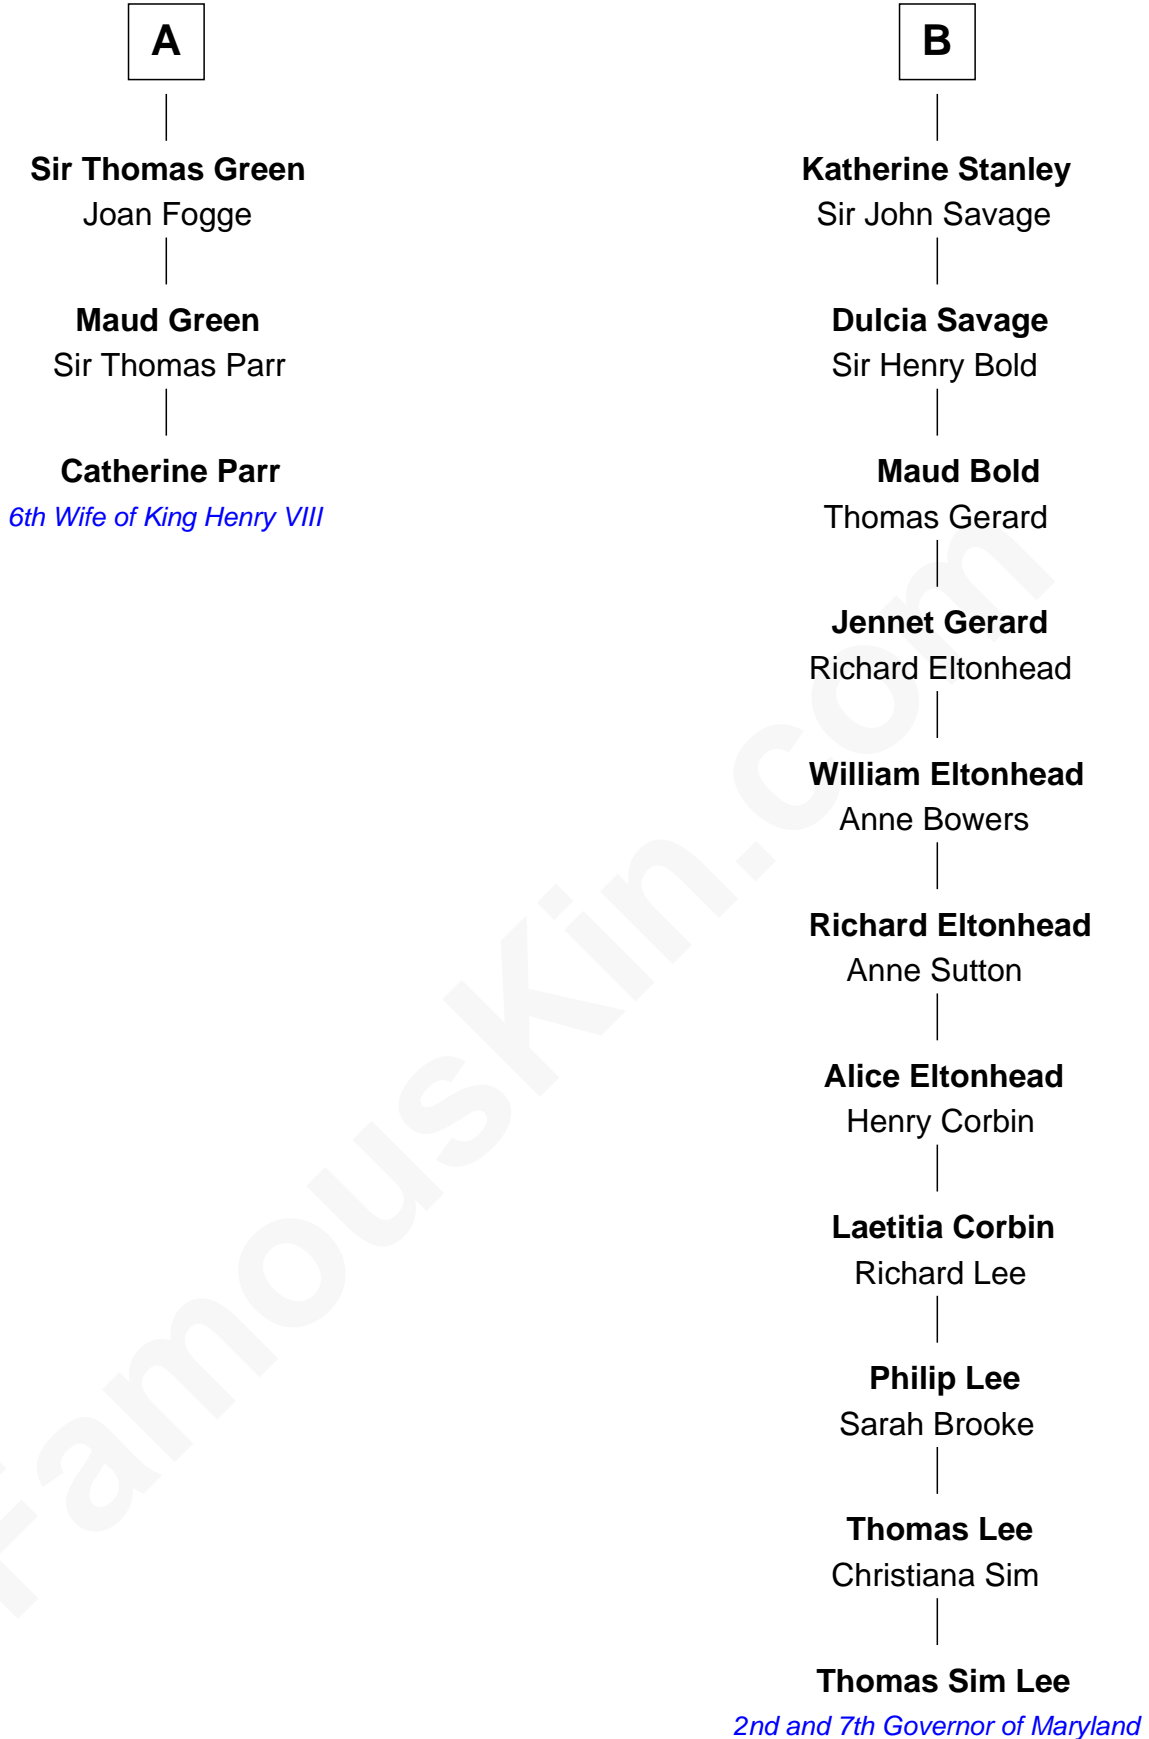 A
Sir Thomas Green
Joan Fogge
Maud Green
Sir Thomas Parr
Catherine Parr
6th Wife of King Henry VIII
B
Katherine Stanley
Sir John Savage
Dulcia Savage
Sir Henry Bold
Maud Bold
Thomas Gerard
Jennet Gerard
Richard Eltonhead
William Eltonhead
Anne Bowers
Richard Eltonhead
Anne Sutton
Alice Eltonhead
Henry Corbin
Laetitia Corbin
Richard Lee
Philip Lee
Sarah Brooke
Thomas Lee
Christiana Sim
Thomas Sim Lee
2nd and 7th Governor of Maryland
FamousKin.com